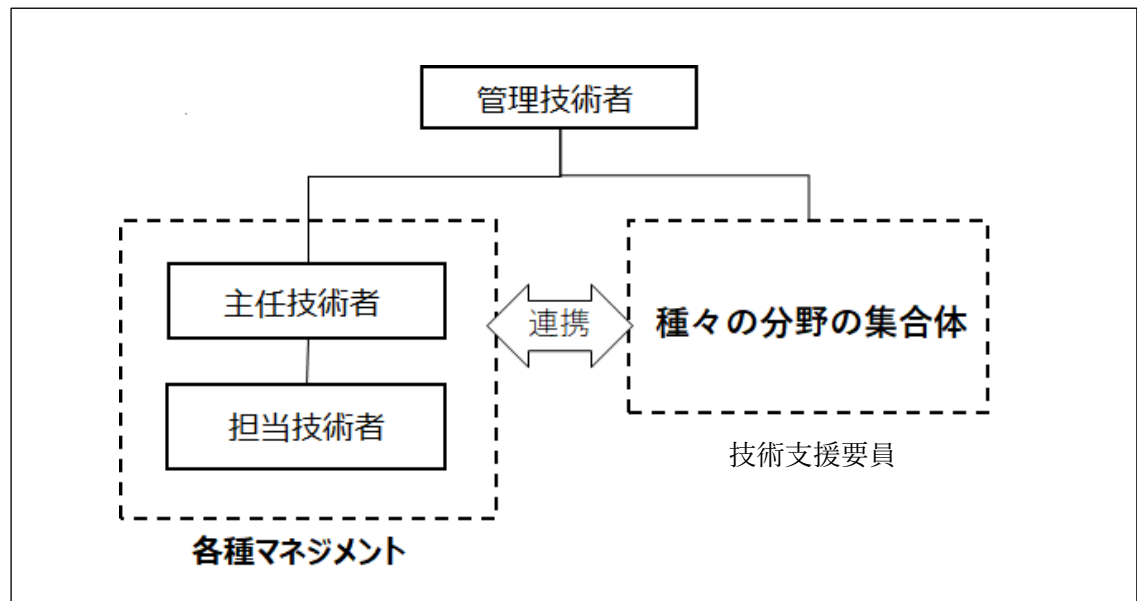 管理技術者
主任技術者
担当技術者
各種マネジメント
連携
種々の分野の集合体
技術支援要員